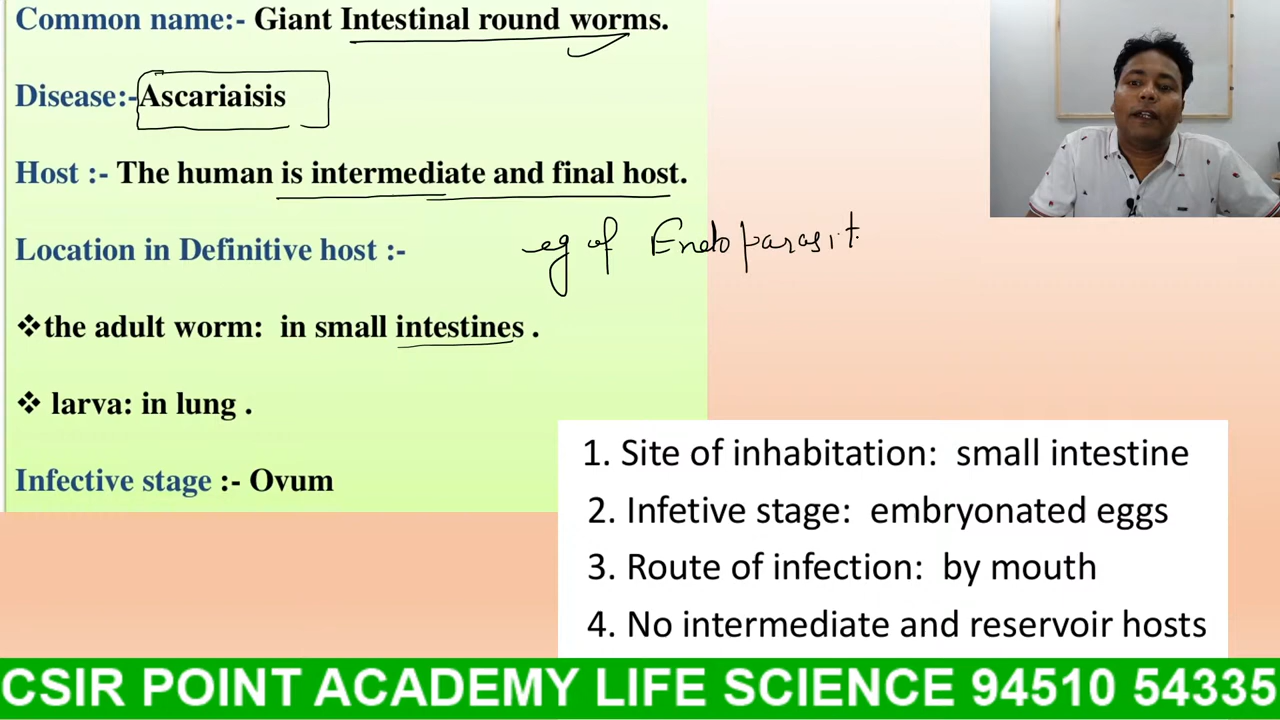 Common name:- Giant Intestinal round worms.
Disease:-Ascariaisis
Host :- The human is intermediate and final host.
eg of Endoparasit
Location in Definitive host :-
❖the adult worm: in small intestines .
❖ larva: in lung .
Infective stage :- Ovum
1. Site of inhabitation: small intestine
2. Infetive stage: embryonated eggs
3. Route of infection: by mouth
4. No intermediate and reservoir hosts
CSIR POINT ACADEMY LIFE SCIENCE 94510 54335